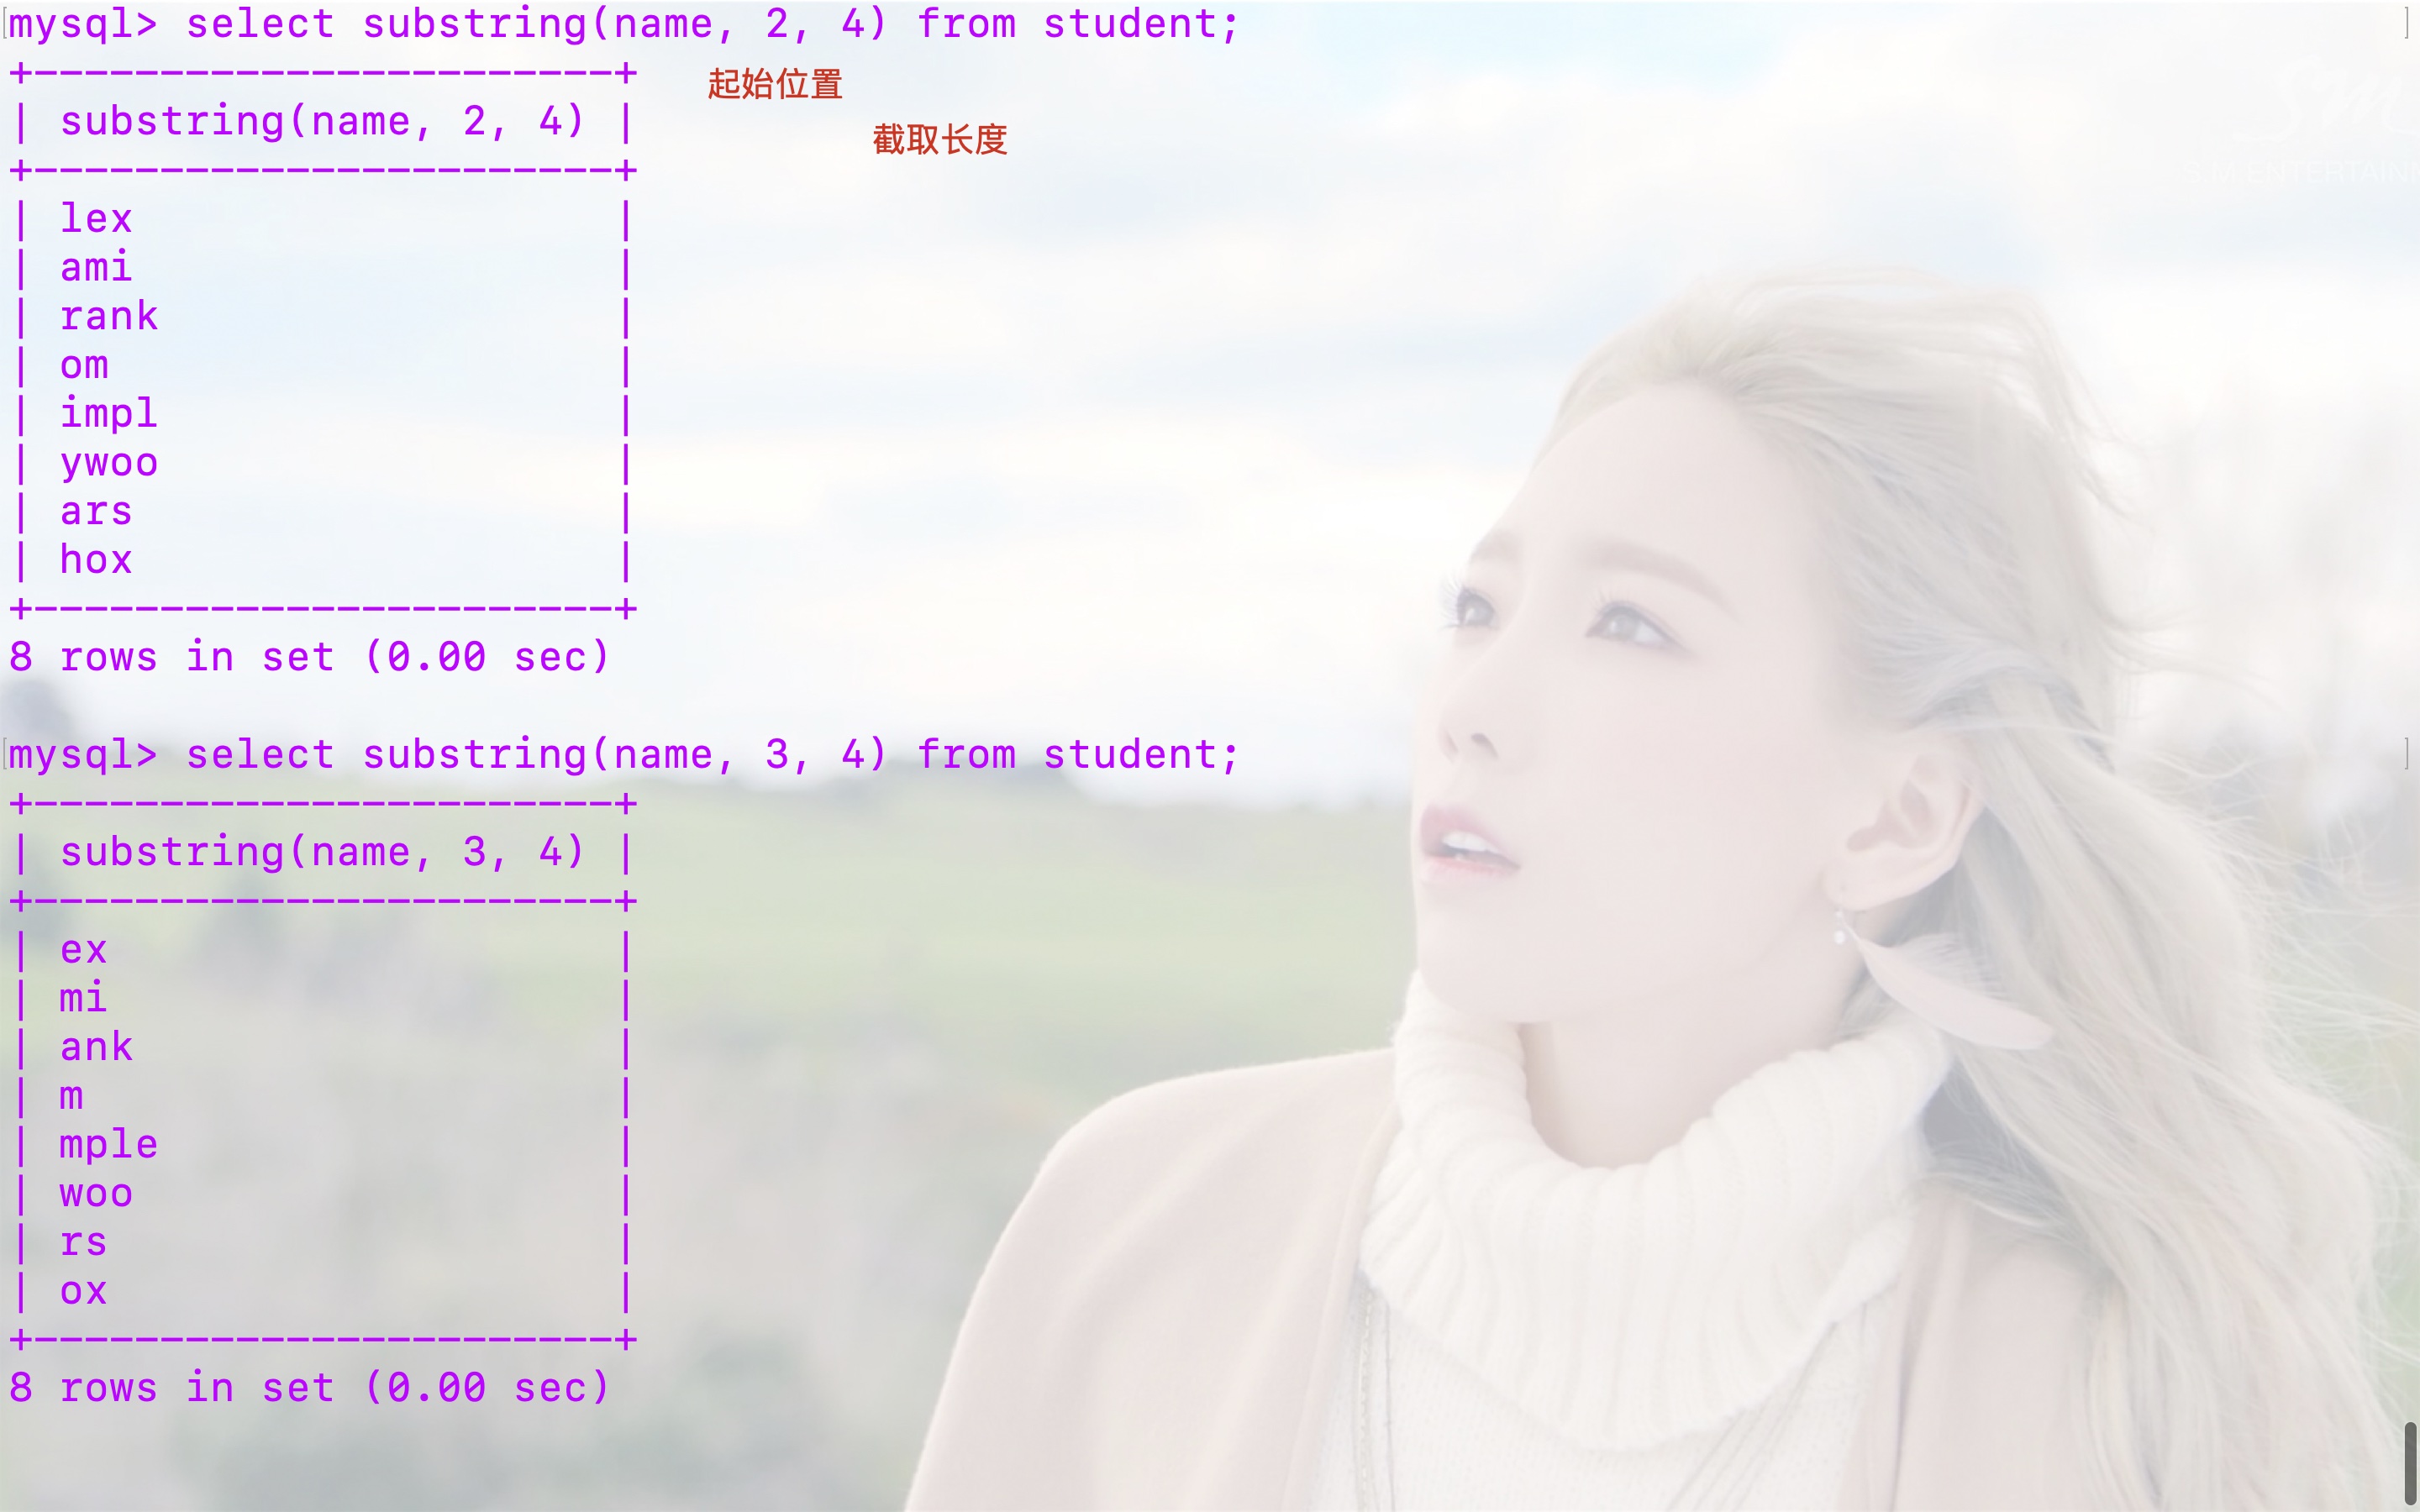 mysql> select substring(name, 2, 4) from student;
+-----------------------+
起始位置
| substring(name, 2, 4) |
截取长度
+-----------------------+
| lex |
| ami |
| rank |
| om |
| impl |
| ywoo |
| ars |
| hox |
+-----------------------+
8 rows in set (0.00 sec)
mysql> select substring(name, 3, 4) from student;
+-----------------------+
| substring(name, 3, 4) |
+-----------------------+
| ex |
| mi |
| ank |
| m |
| mple |
| woo |
| rs |
| ox |
+-----------------------+
8 rows in set (0.00 sec)